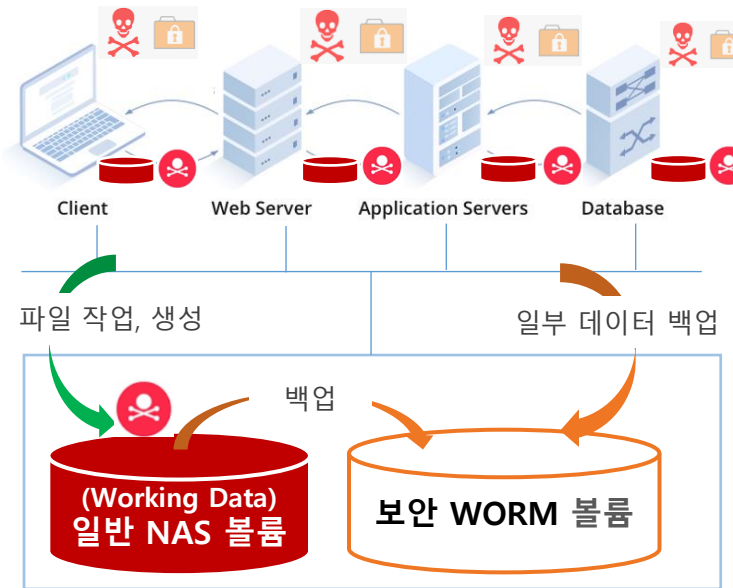 Client
Web Server
Application Servers
Database
파일 작업, 생성
일부 데이터 백업
백업
(Working Data)
일반 NAS 볼륨
보안 WORM 볼륨